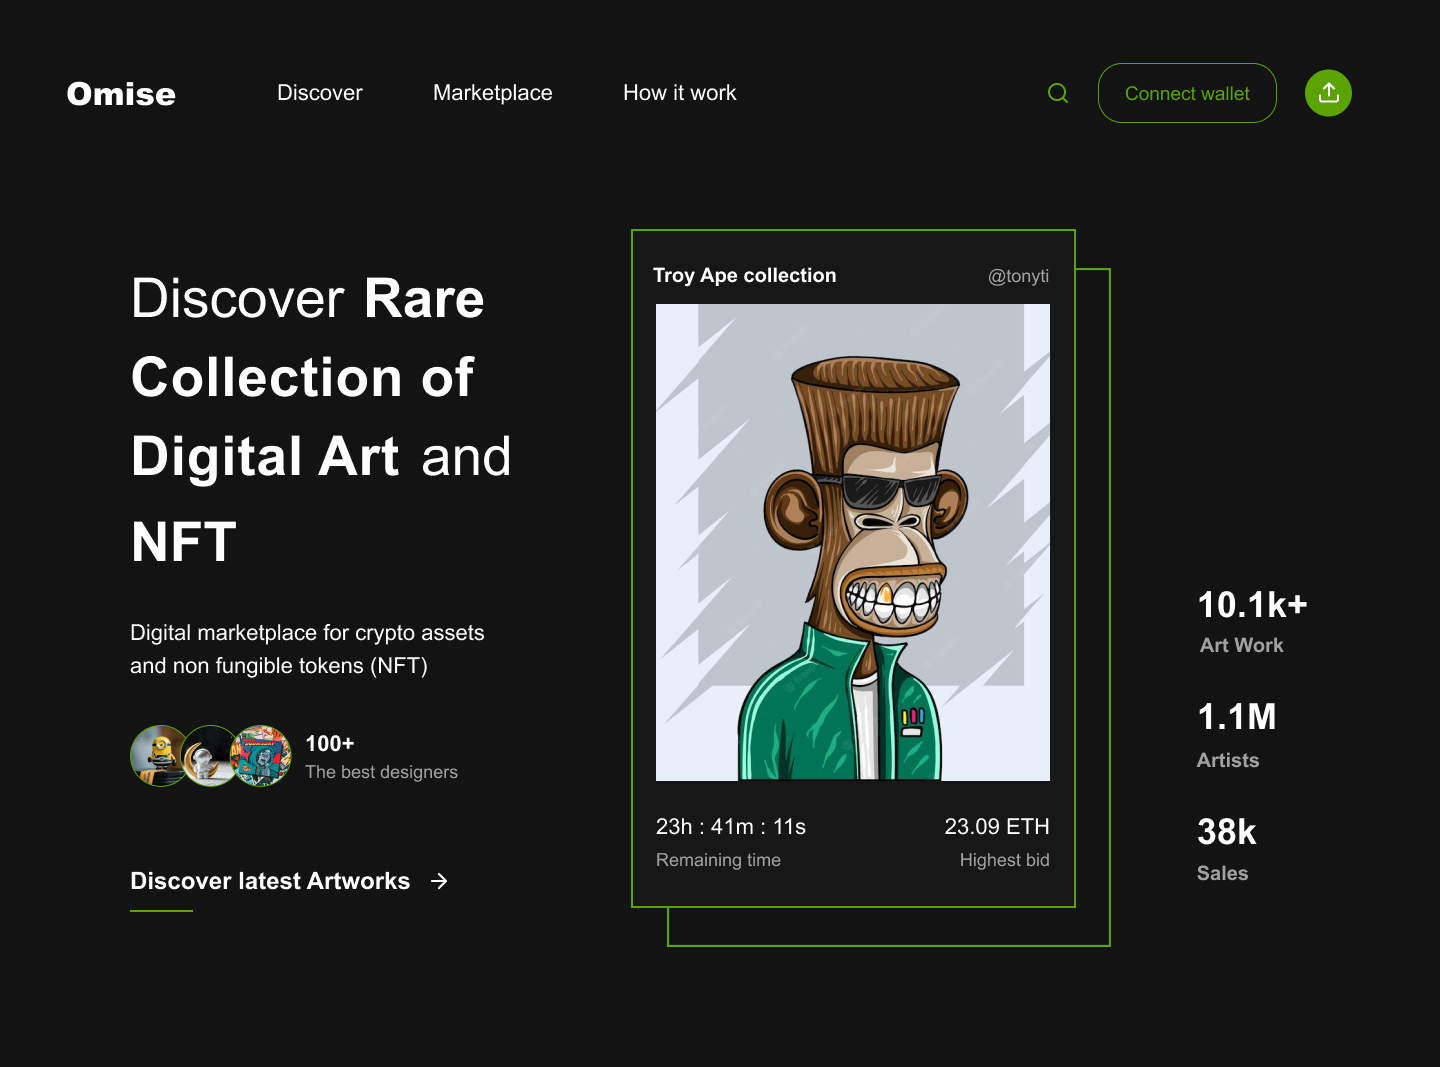 Omise
Discover
Marketplace
How it work
Connect wallet
Discover Rare
Collection of
Digital Art and
NFT
Digital marketplace for crypto assets
and non fungible tokens (NFT)
100+
The best designers
Discover latest Artworks
Troy Ape collection
@tonyti
23h : 41m : 11s
23.09 ETH
Remaining time
Highest bid
10.1k+
Art Work
1.1M
Artists
38k
Sales